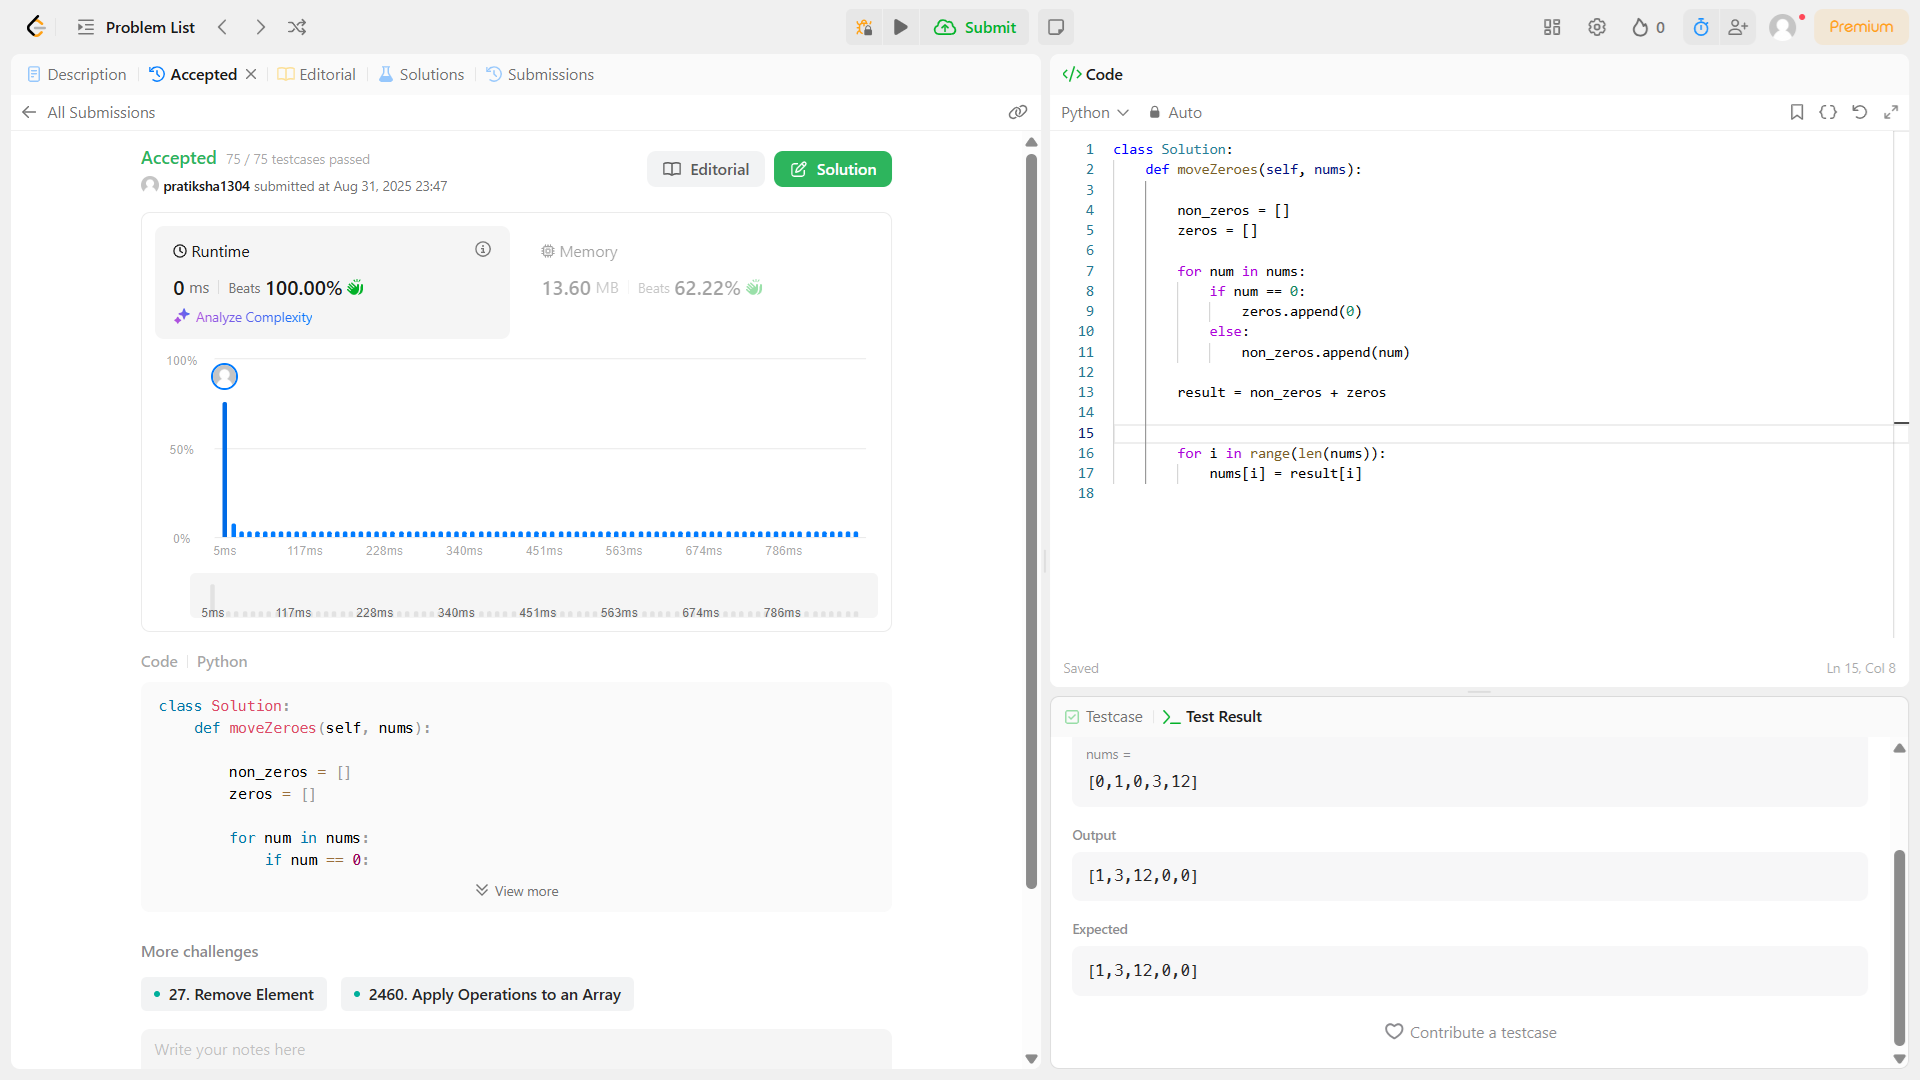 Problem List
Submit
0
Premium
Description
Accepted
Editorial
Solutions
Submissions
All Submissions
Accepted 75 / 75 testcases passed
pratiksha1304 submitted at Aug 31, 2025 23:47
Editorial
Solution
Runtime
0 ms Beats 100.00%
Analyze Complexity
Memory
13.60 MB Beats 62.22%
100%
50%
0%
5ms 117ms 228ms 340ms 451ms 563ms 674ms 786ms
5ms 117ms 228ms 340ms 451ms 563ms 674ms 786ms
Code Python
class Solution:
def moveZeroes(self, nums):
non_zeros = []
zeros = []
for num in nums:
if num == 0:
View more
More challenges
27. Remove Element
2460. Apply Operations to an Array
Write your notes here
Code
Python
Auto
1 class Solution:
2 def moveZeroes(self, nums):
3
4 non_zeros = []
5 zeros = []
6
7 for num in nums:
8 if num == 0:
9 zeros.append(0)
10 else:
11 non_zeros.append(num)
12
13 result = non_zeros + zeros
14
15
16 for i in range(len(nums)):
17 nums[i] = result[i]
18
Saved
Ln 15, Col 8
Testcase
Test Result
nums =
[0,1,0,3,12]
Output
[1,3,12,0,0]
Expected
[1,3,12,0,0]
Contribute a testcase